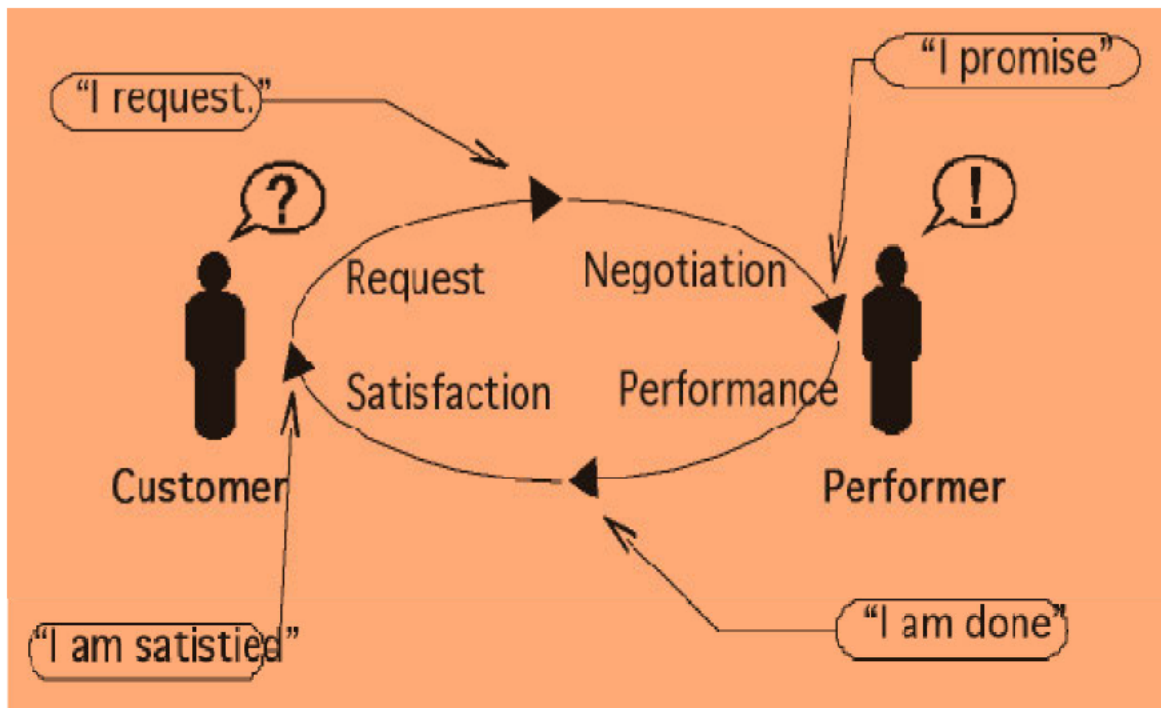 “I promise”
“I request.”
?
!
Request
Negotiation
Satisfaction
Performance
Customer
Performer
“I am done”
“I am satistied”